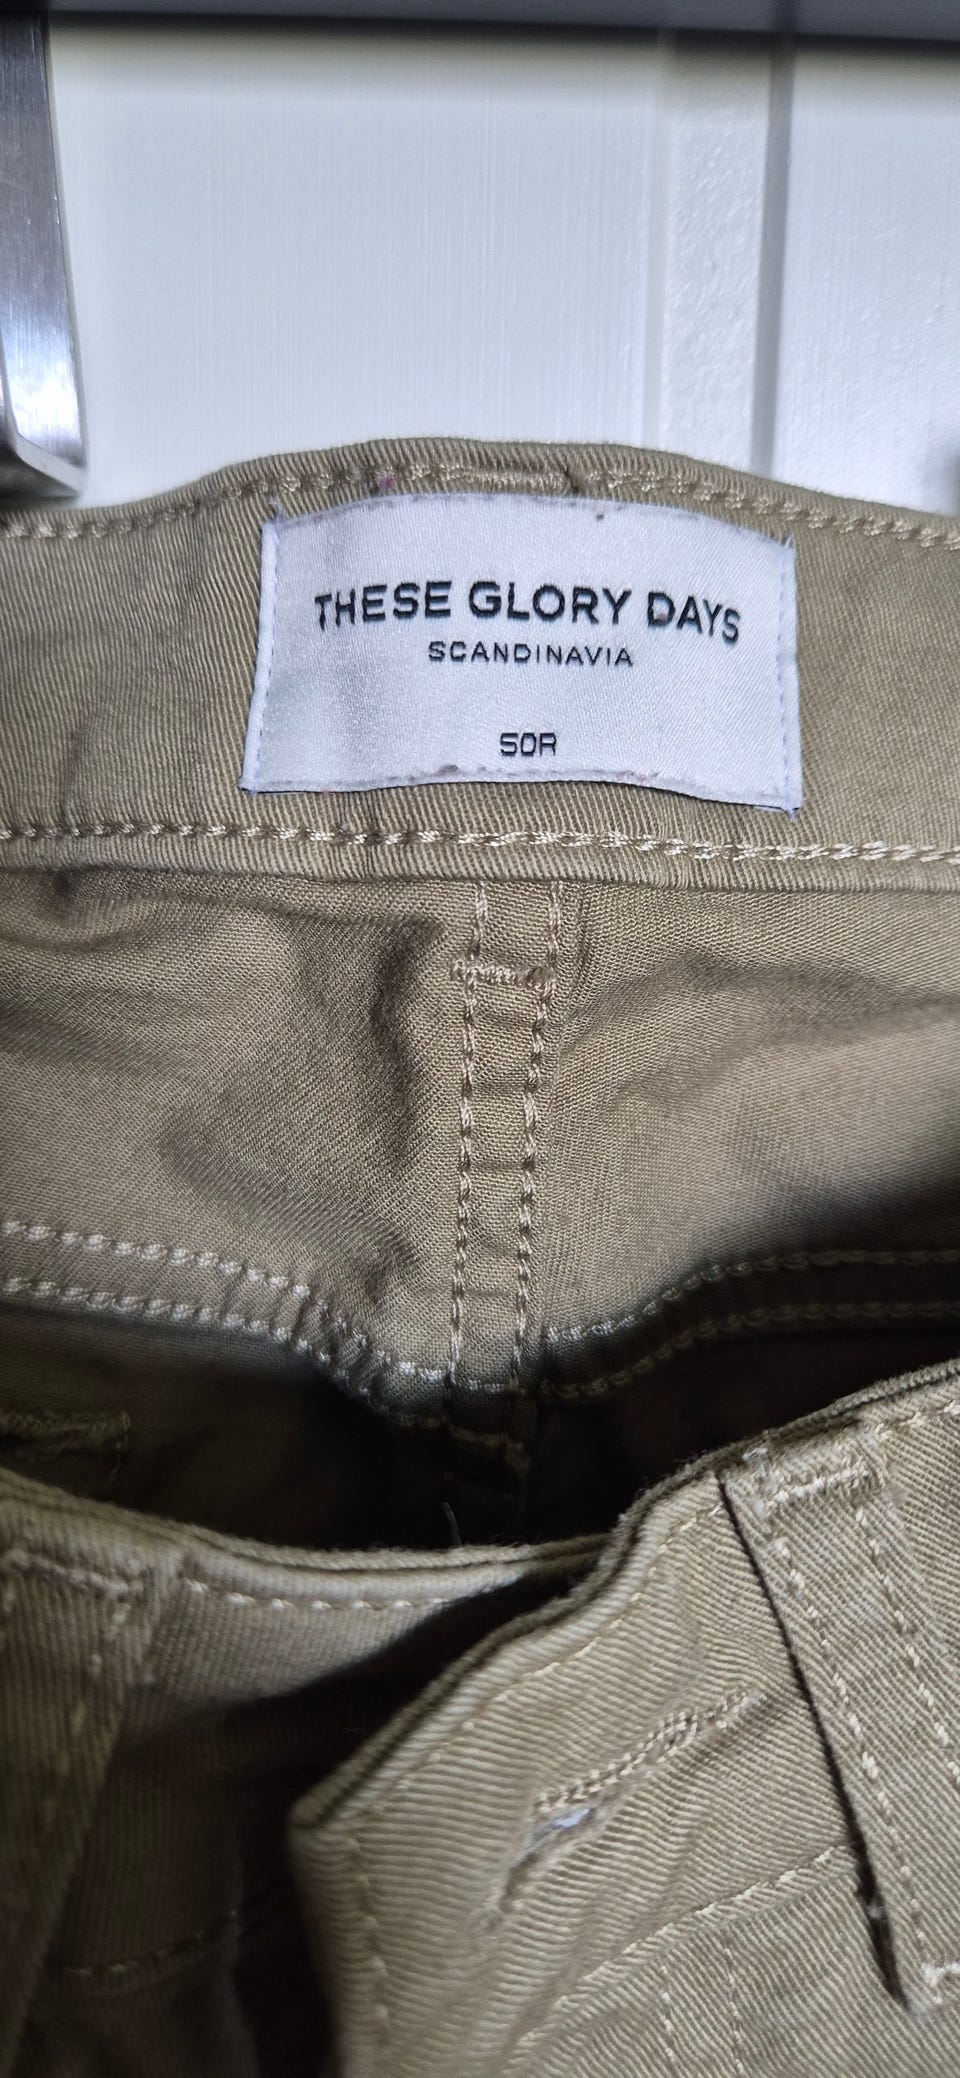 THESE GLORY DAYS
SCANDINAVIA
50R